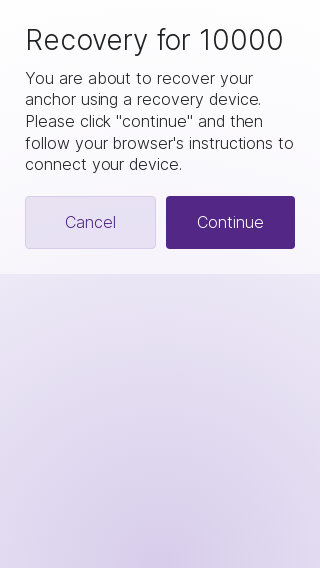 Recovery for 10000
You are about to recover your
anchor using a recovery device.
Please click "continue" and then
follow your browser's instructions to
connect your device.
Cancel
Continue